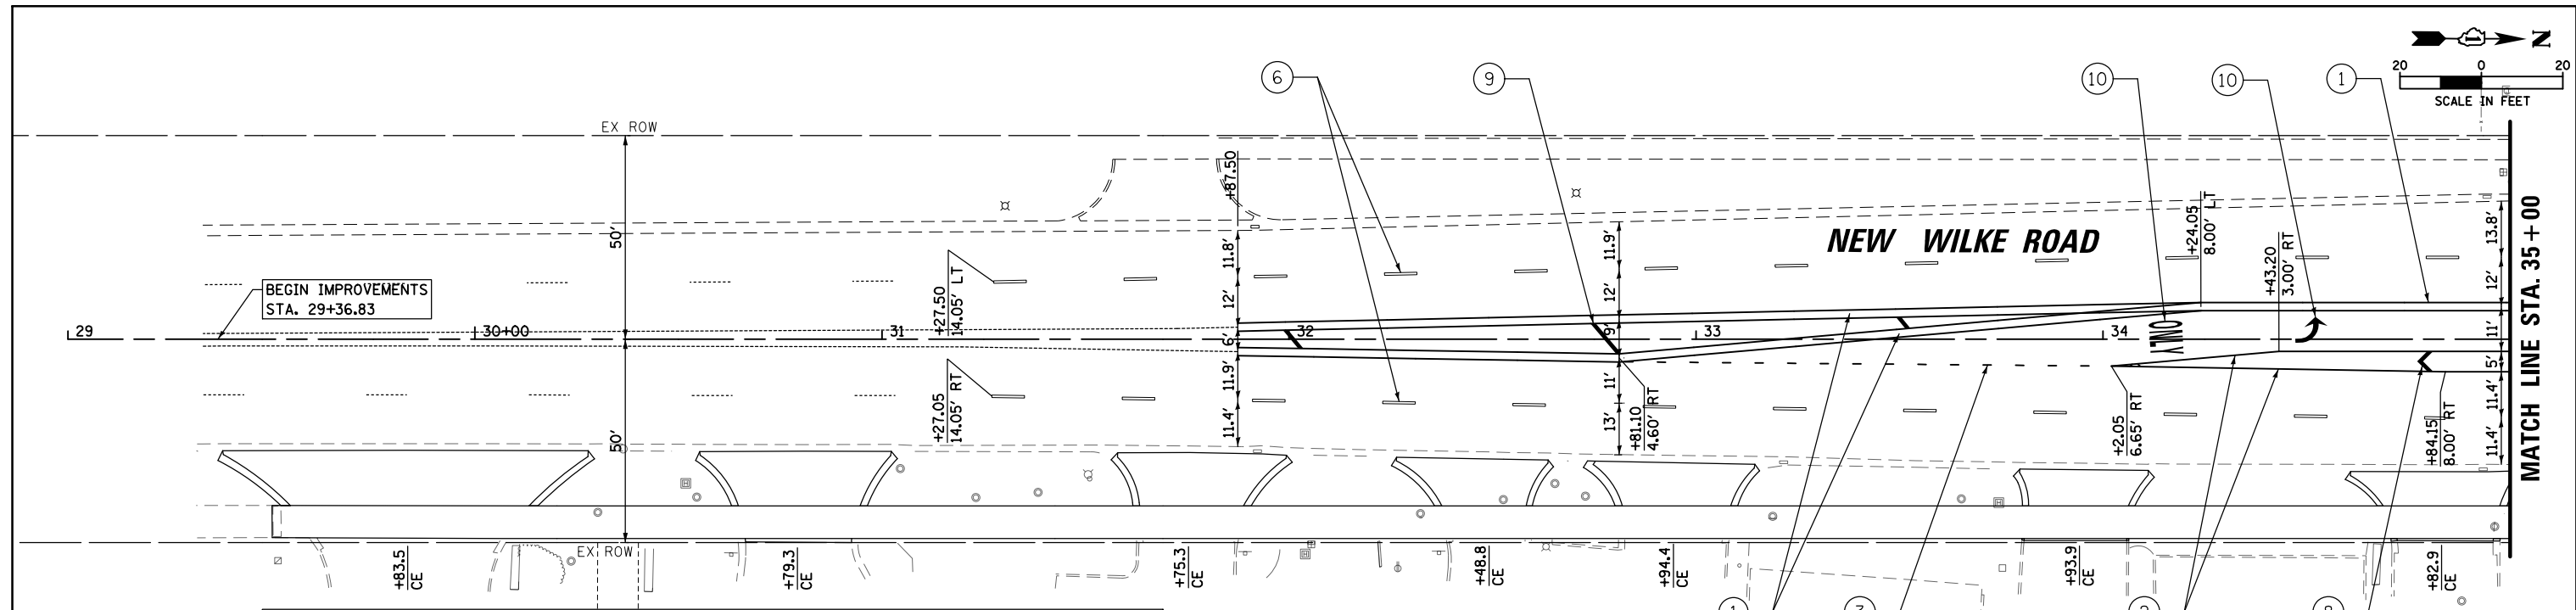 6
9
10
10
1
N
20 0 20
SCALE IN FEET
EX ROW
50'
50'
BEGIN IMPROVEMENTS
STA. 29+36.83
29
30+00
31
32
33
34
NEW WILKE ROAD
MATCH LINE STA. 35+00
+27.50
14.05' LT
+27.05
14.05' RT
+87.50
11.8'
12'
6'
11.9'
11.4'
11.9'
12'
9'
11'
13'
+81.10
4.60' RT
+24.05
8.00' LT
+43.20
3.00' RT
+2.05
6.65' RT
+84.15
8.00' RT
13.8'
12'
11'
5'
11.4'
11.4'
ONLY
EX ROW
+83.5
CE
+79.3
CE
+75.3
CE
+48.8
CE
+94.4
CE
+93.9
CE
+82.9
CE
1